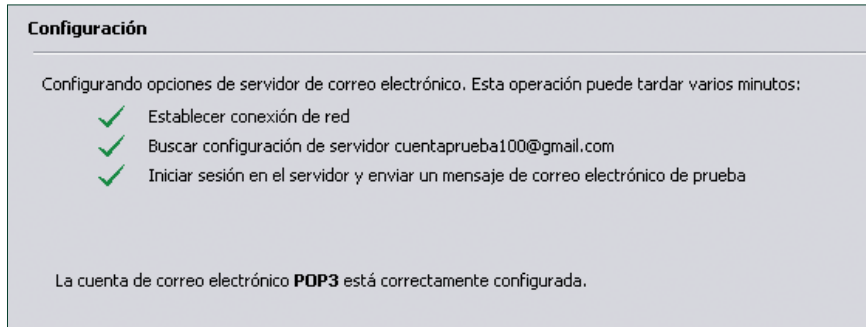 Configuración
Configurando opciones de servidor de correo electrónico. Esta operación puede tardar varios minutos:
Establecer conexión de red
Buscar configuración de servidor cuentaprueba100@gmail.com
Iniciar sesión en el servidor y enviar un mensaje de correo electrónico de prueba
La cuenta de correo electrónico POP3 está correctamente configurada.